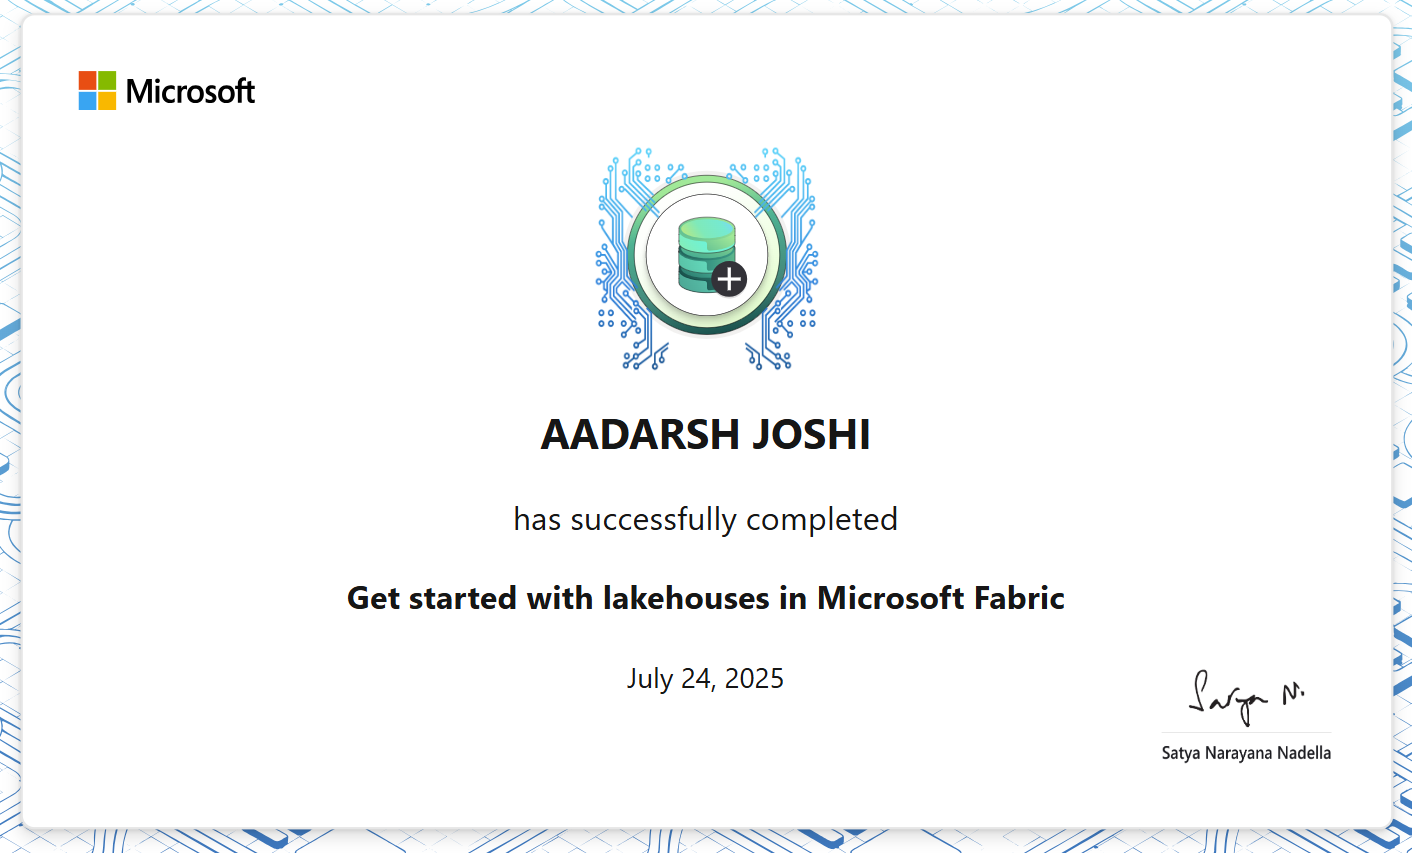 Microsoft
AADARSH JOSHI
has successfully completed
Get started with lakehouses in Microsoft Fabric
July 24, 2025
Satya N.
Satya Narayana Nadella